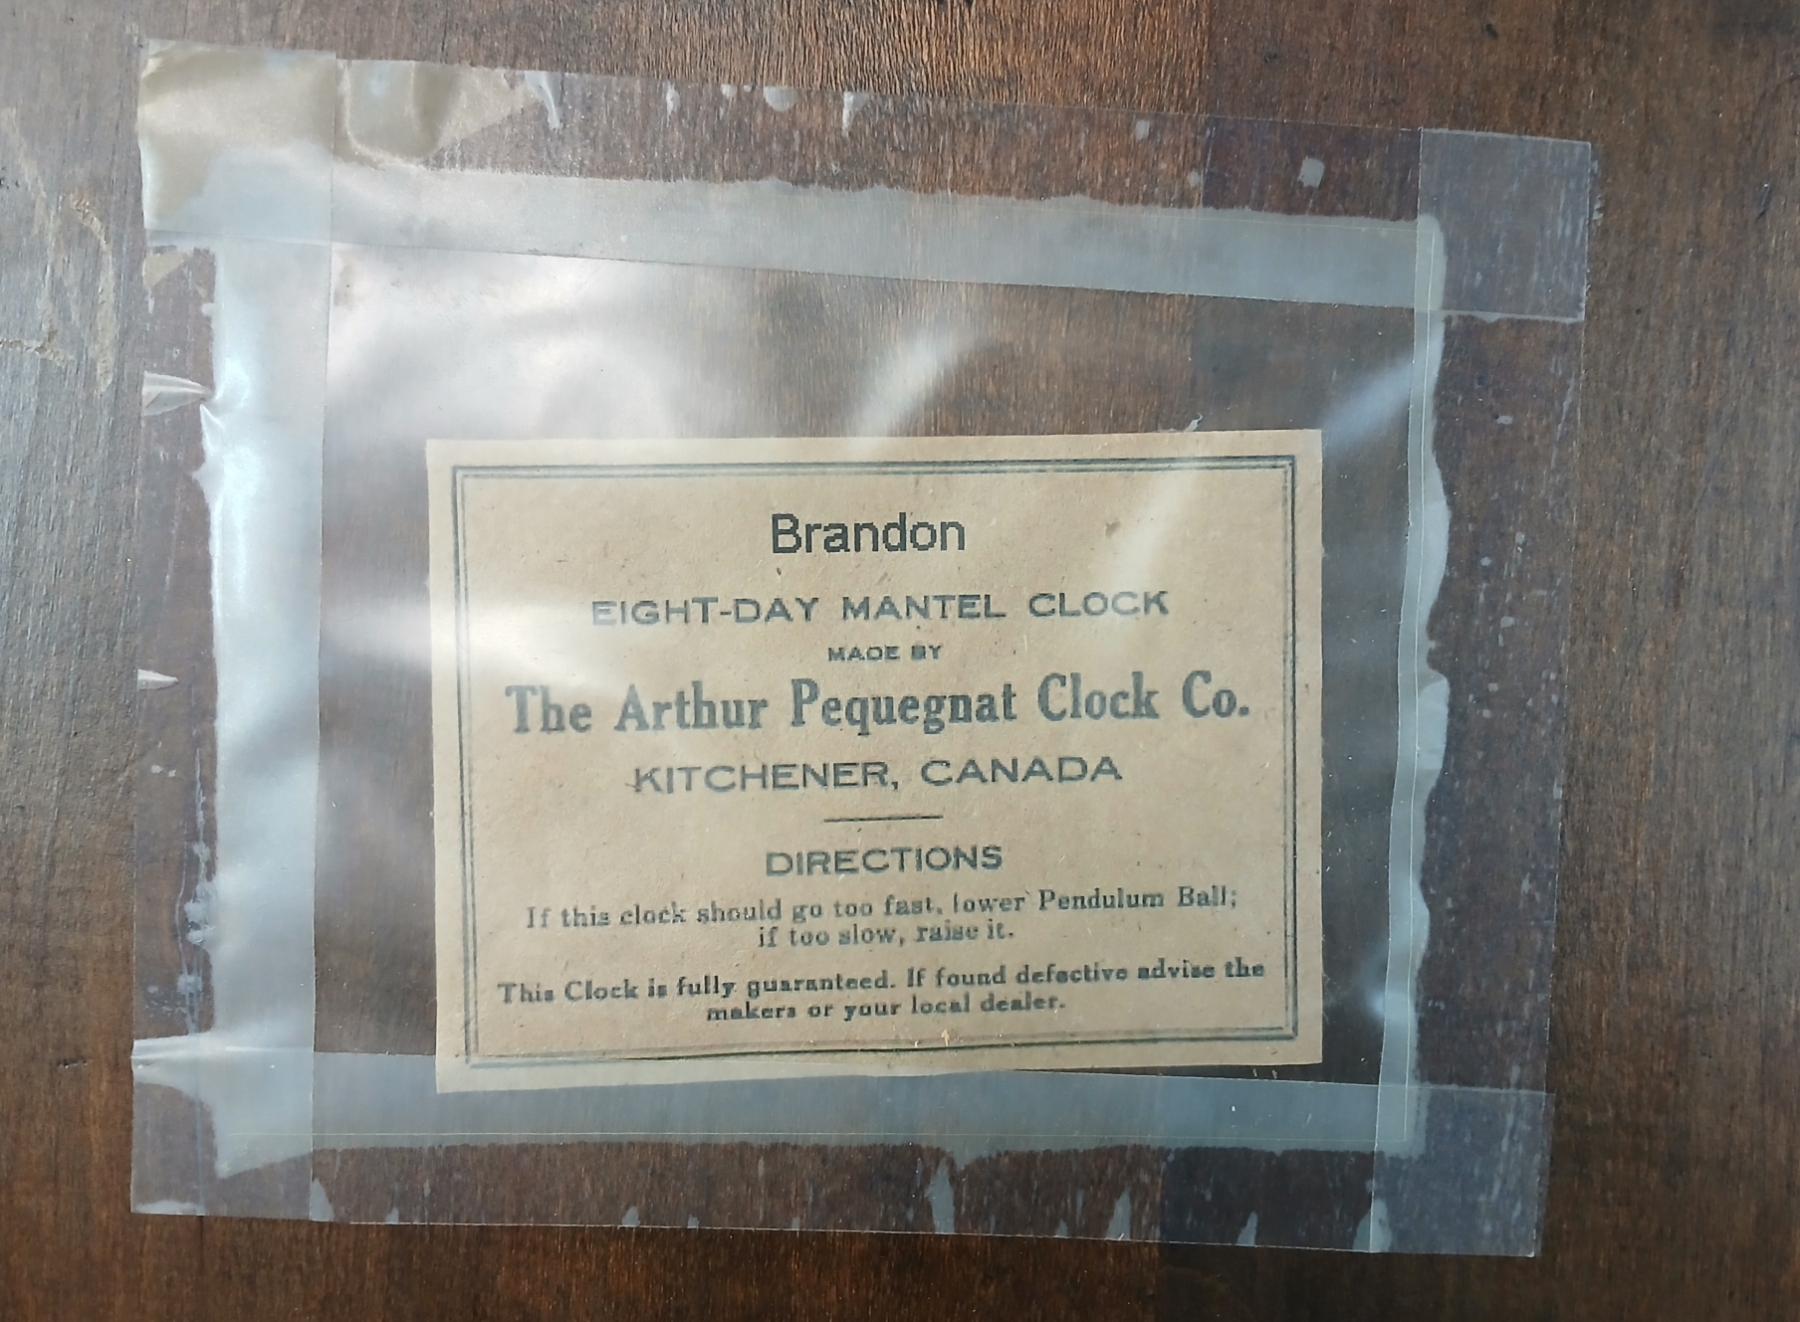 Brandon
EIGHT-DAY MANTEL CLOCK
MADE BY
The Arthur Pequegnat Clock Co.
KITCHENER, CANADA
DIRECTIONS
If this clock should go too fast, lower Pendulum Ball;
if too slow, raise it.
This Clock is fully guaranteed. If found defective advise the
makers or your local dealer.